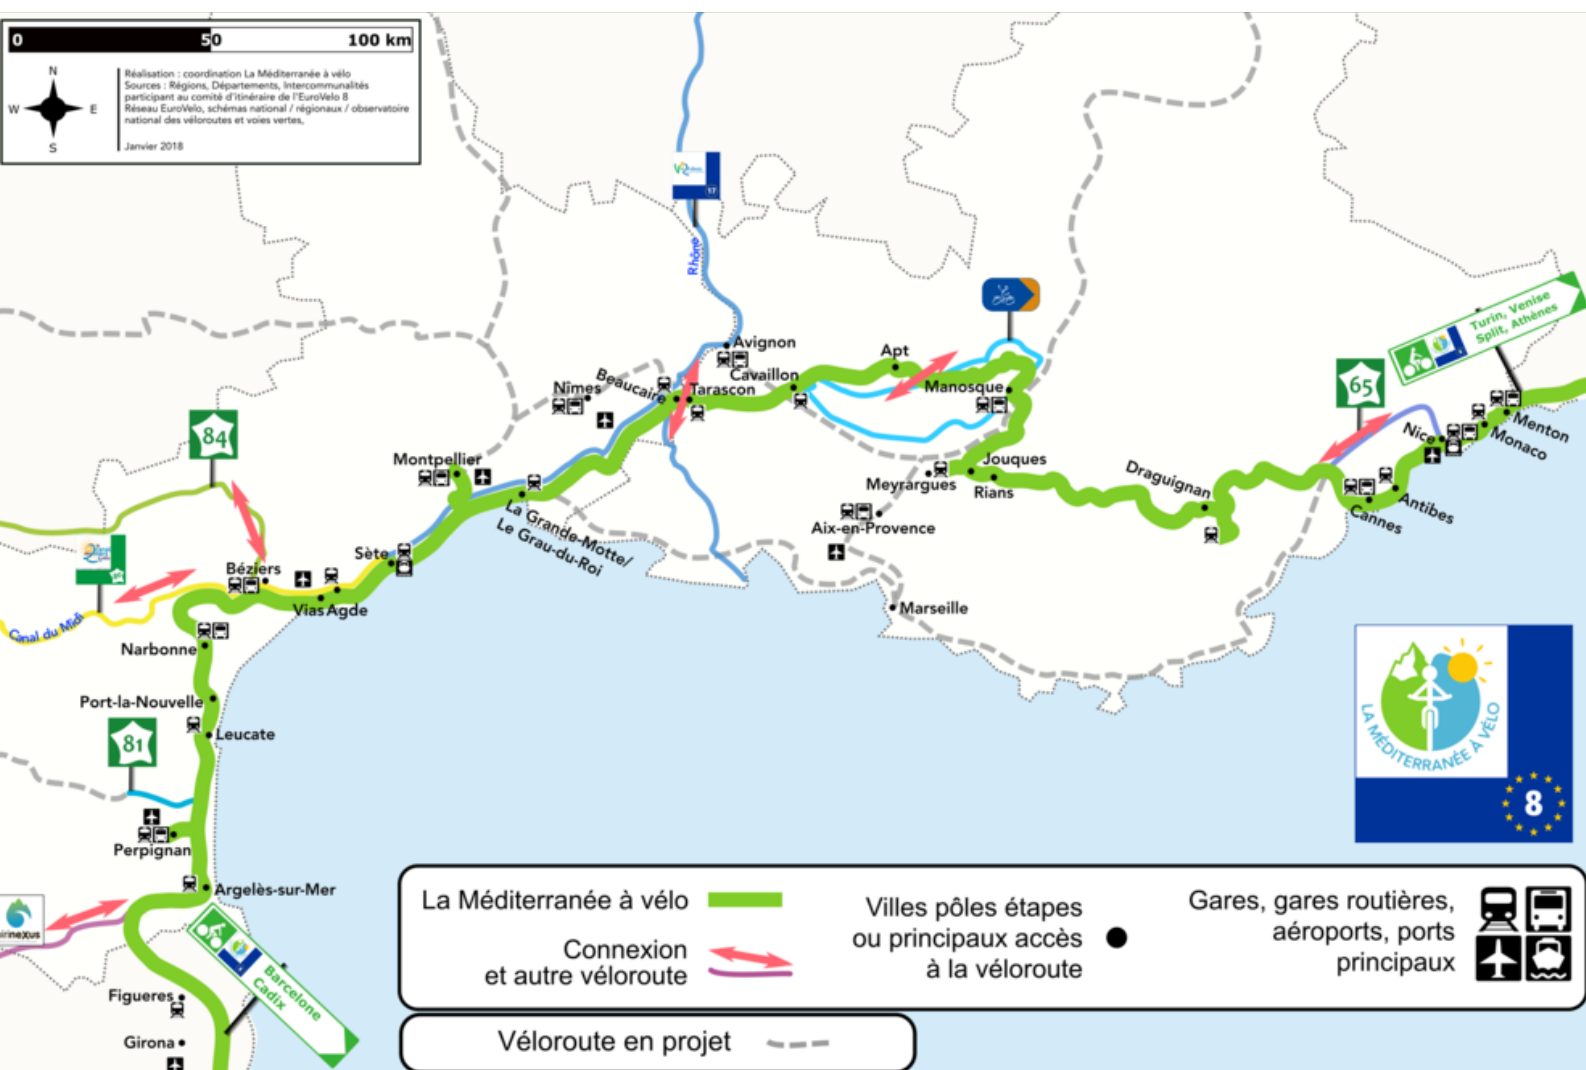 0 50 100 km
N
W E
S
Réalisation : coordination La Méditerranée à vélo
Sources : Régions, Départements, Intercommunalités
participant au comité d'itinéraire de l'EuroVelo 8
Réseau EuroVelo, schémas national / régionaux / observatoire
national des véloroutes et voies vertes,
Janvier 2018
17
Rhône
Turin, Venise
Split, Athènes
Avignon
Apt
Cavaillon
Manosque
Nîmes
Beaucaire
Tarascon
65
Menton
Monaco
Nice
Antibes
Cannes
84
Montpellier
La Grande-Motte/
Le Grau-du-Roi
Jouques
Meyrargues
Rians
Draguignan
Aix-en-Provence
Marseille
Sète
Béziers
Vias
Agde
Canal du Midi
Narbonne
Port-la-Nouvelle
81
Leucate
Perpignan
Argelès-sur-Mer
Barcelone
Cadix
Figueres
Girona
LA MÉDITERRANÉE À VÉLO
8
La Méditerranée à vélo
Connexion
et autre véloroute
Villes pôles étapes
ou principaux accès
à la véloroute
Gares, gares routières,
aéroports, ports
principaux
Véloroute en projet